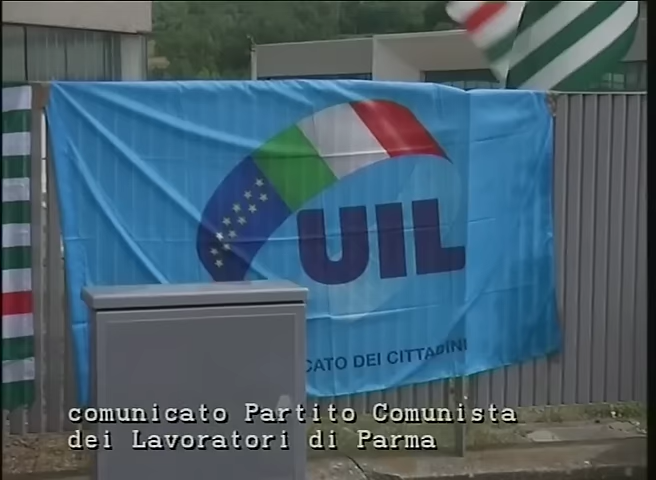 UIL
CATO DEI CITTADINI
comunicato Partito Comunista
dei Lavoratori di Parma